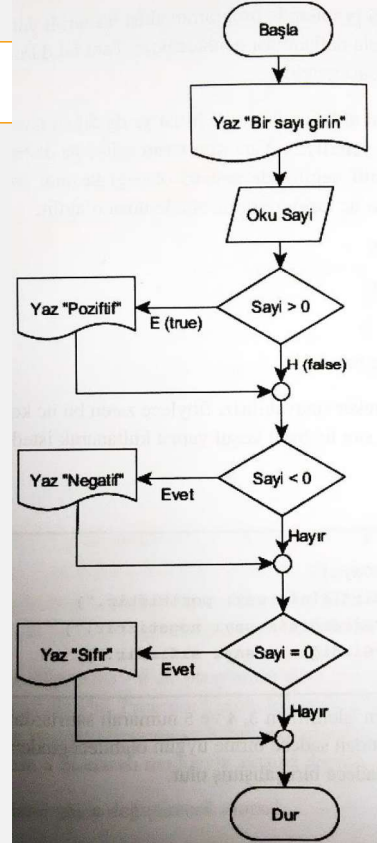 Başla
Yaz "Bir sayı girin"
Oku Sayi
Sayi > 0
E (true)
Yaz "Poziftif"
H (false)
Sayi < 0
Evet
Yaz "Negatif"
Hayır
Sayi = 0
Evet
Yaz "Sıfır"
Hayır
Dur